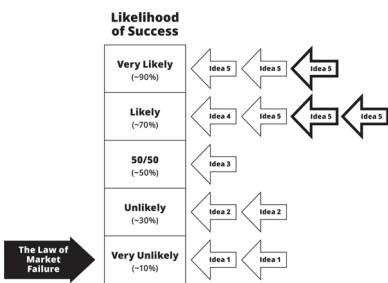 Likelihood
of Success
Very Likely
(~90%)
Idea 5
Idea 5
Idea 5
Likely
(~70%)
Idea 4
Idea 5
Idea 5
Idea 5
50/50
(~50%)
Idea 3
Unlikely
(~30%)
Idea 2
Idea 2
The Law of
Market
Failure
Very Unlikely
(~10%)
Idea 1
Idea 1